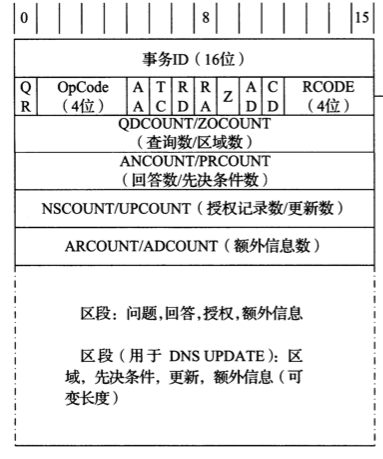 0 8 15
事务ID（16位）
QR OpCode（4位） AA TC RD RA Z AD CD RCODE（4位）
QDCOUNT/ZOCOUNT
（查询数/区域数）
ANCOUNT/PRCOUNT
（回答数/先决条件数）
NSCOUNT/UPCOUNT（授权记录数/更新数）
ARCOUNT/ADCOUNT（额外信息数）
区段：问题,回答,授权,额外信息
区段（用于 DNS UPDATE）：区
域，先决条件，更新，额外信息（可
变长度）